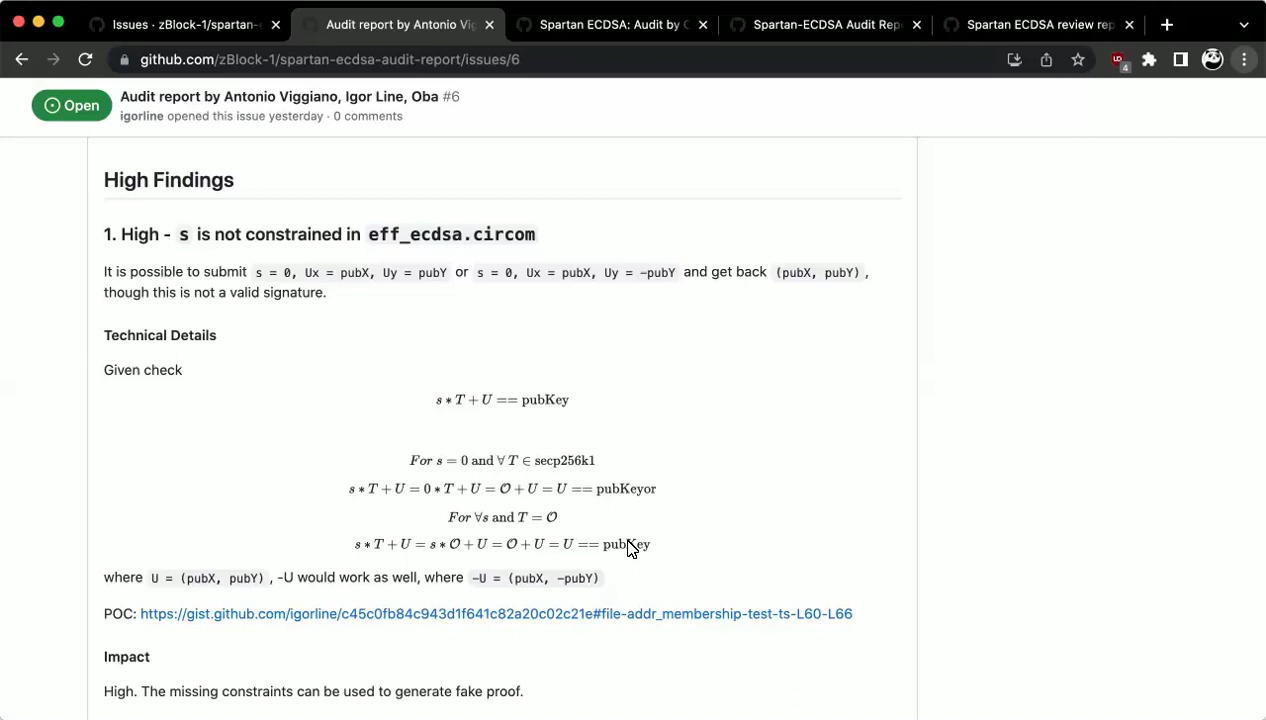 Issues · zBlock-1/spartan-
Audit report by Antonio Vig
Spartan ECDSA: Audit by
Spartan-ECDSA Audit Rep
Spartan ECDSA review rep
github.com/zBlock-1/spartan-ecdsa-audit-report/issues/6
4
Open
Audit report by Antonio Viggiano, Igor Line, Oba #6
igorline opened this issue yesterday · 0 comments
High Findings
1. High - s is not constrained in eff_ecdsa.circom
It is possible to submit s = 0, Ux = pubX, Uy = pubY or s = 0, Ux = pubX, Uy = -pubY and get back (pubX, pubY),
though this is not a valid signature.
Technical Details
Given check
s ∗ T + U == pubKey
For s = 0 and ∀ T ∈ secp256k1
s ∗ T + U = 0 ∗ T + U = 𝒪 + U = U == pubKeyor
For ∀s and T = 𝒪
s ∗ T + U = s ∗ 𝒪 + U = 𝒪 + U = U == pubKey
where U = (pubX, pubY), -U would work as well, where -U = (pubX, -pubY)
POC: https://gist.github.com/igorline/c45c0fb84c943d1f641c82a20c02c21e#file-addr_membership-test-ts-L60-L66
Impact
High. The missing constraints can be used to generate fake proof.